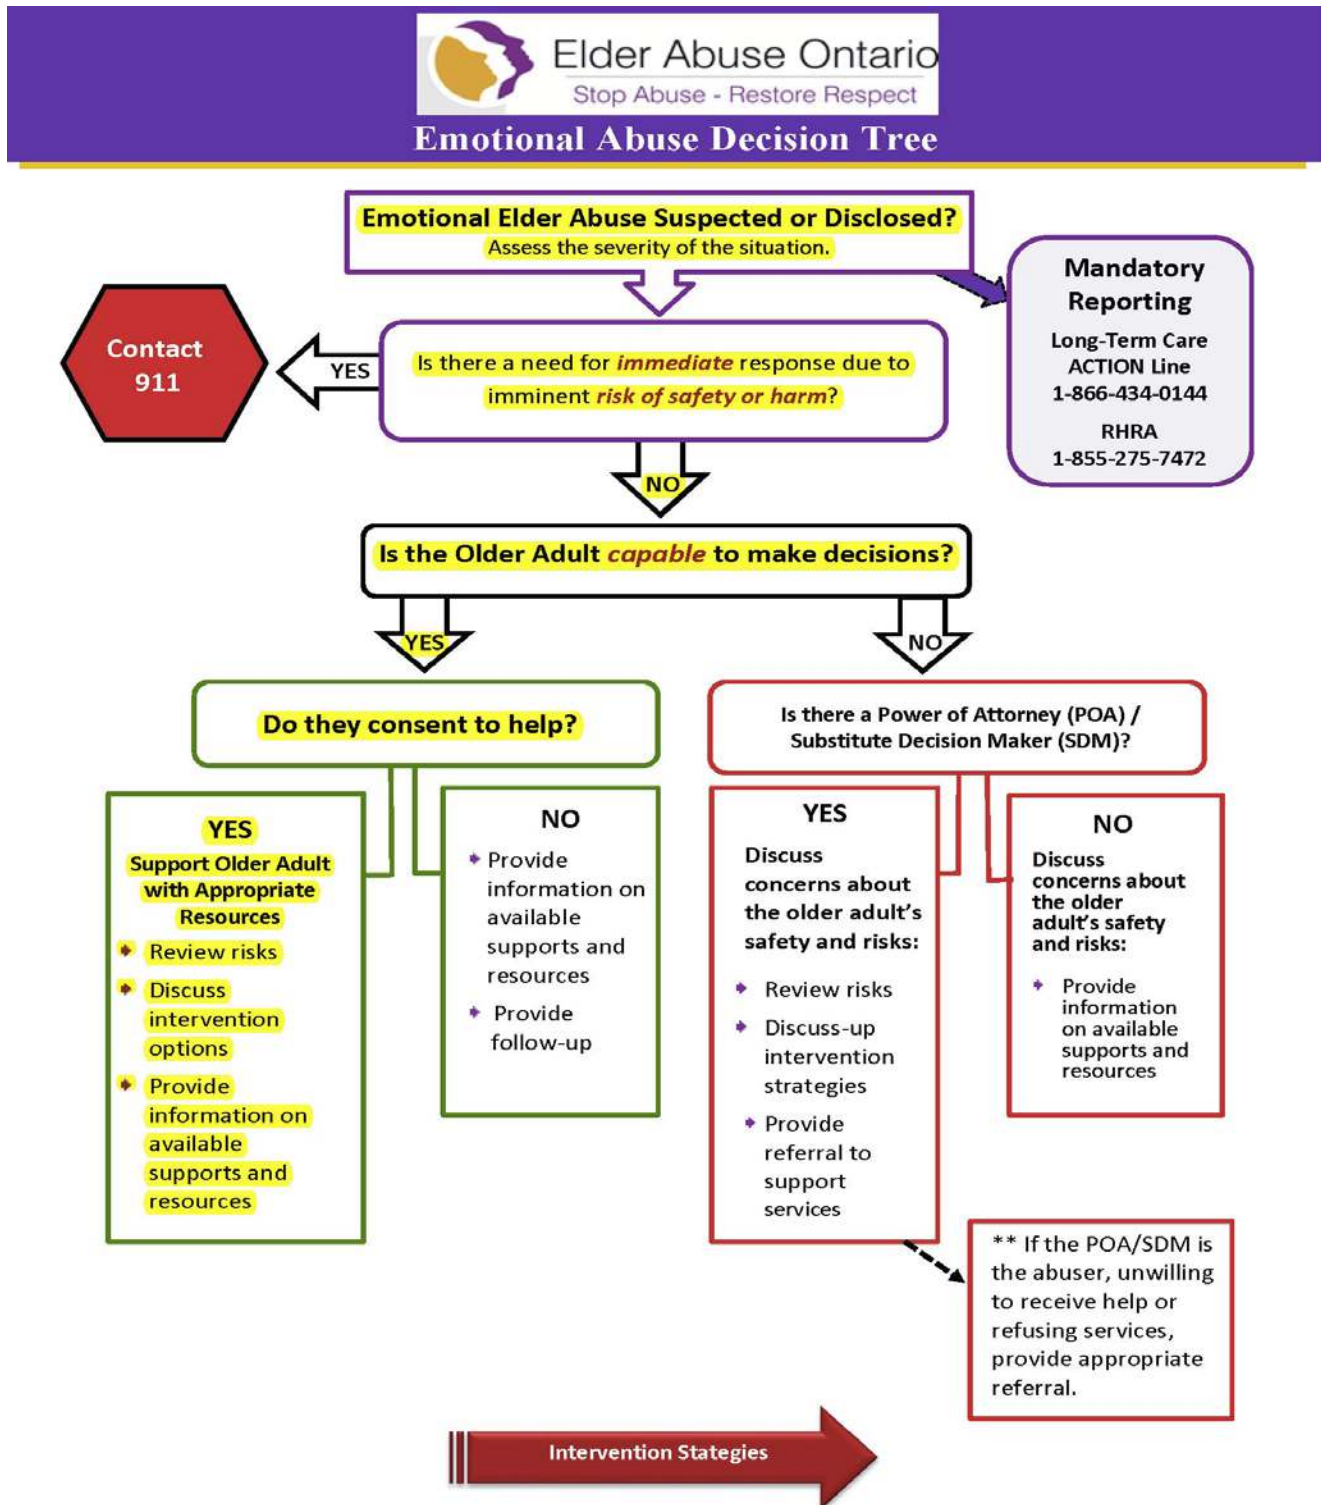 Elder Abuse Ontario
Stop Abuse - Restore Respect
Emotional Abuse Decision Tree
Emotional Elder Abuse Suspected or Disclosed?
Assess the severity of the situation.
Mandatory
Reporting
Long-Term Care
ACTION Line
1-866-434-0144
RHRA
1-855-275-7472
Contact
911
YES
Is there a need for immediate response due to
imminent risk of safety or harm?
NO
Is the Older Adult capable to make decisions?
YES
NO
Do they consent to help?
YES
Support Older Adult
with Appropriate
Resources
Review risks
Discuss
intervention
options
Provide
information on
available
supports and
resources
NO
Provide
information on
available
supports and
resources
Provide
follow-up
Is there a Power of Attorney (POA) /
Substitute Decision Maker (SDM)?
YES
Discuss
concerns about
the older adult's
safety and risks:
Review risks
Discuss-up
intervention
strategies
Provide
referral to
support
services
NO
Discuss
concerns about
the older
adult's safety
and risks:
Provide
information
on available
supports and
resources
** If the POA/SDM is
the abuser, unwilling
to receive help or
refusing services,
provide appropriate
referral.
Intervention Stategies